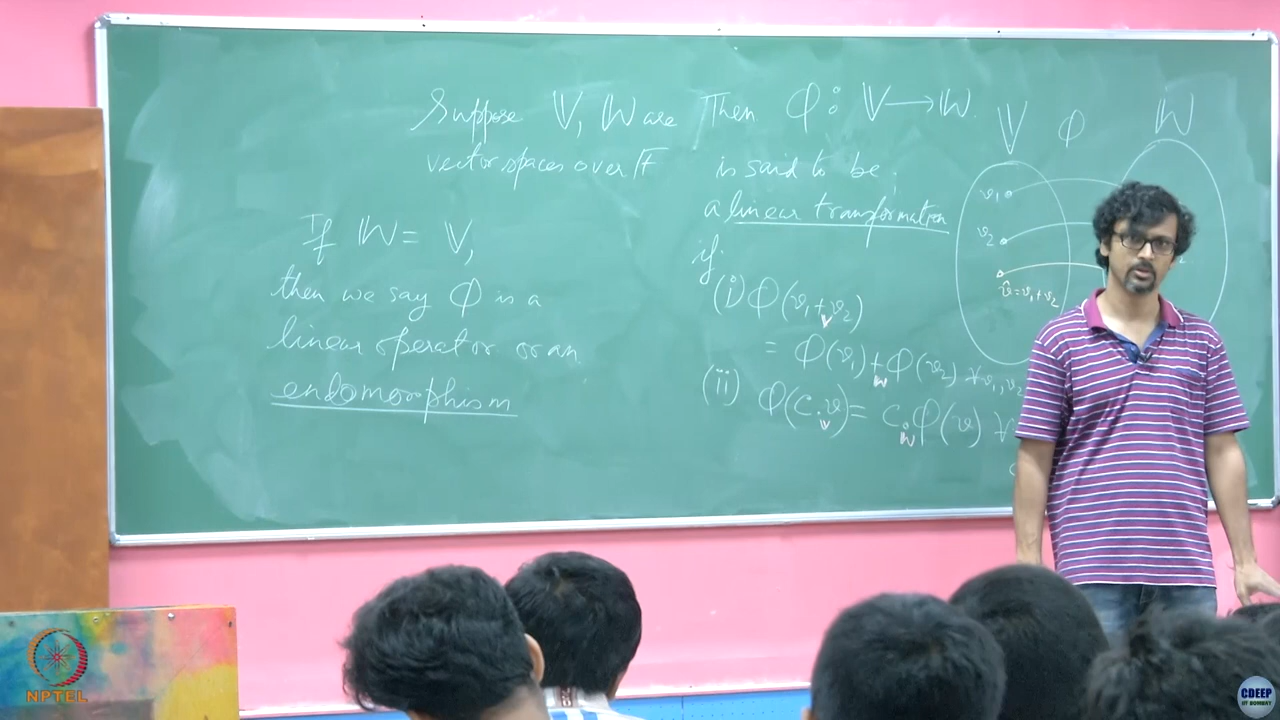 Suppose V, W are
vector spaces over F
Then φ: V → W.
is said to be
a linear transformation
if
(i) φ(v₁ +ᵥ v₂)
= φ(v₁) +_W φ(v₂) ∀ v₁, v₂
(ii) φ(c ·ᵥ v) = c ·_W φ(v) ∀
If W = V,
then we say φ is a
linear operator or an
endomorphism
V φ W
v₁
v₂
v̂ = v₁ + v₂
NPTEL
CDEEP
IIT BOMBAY